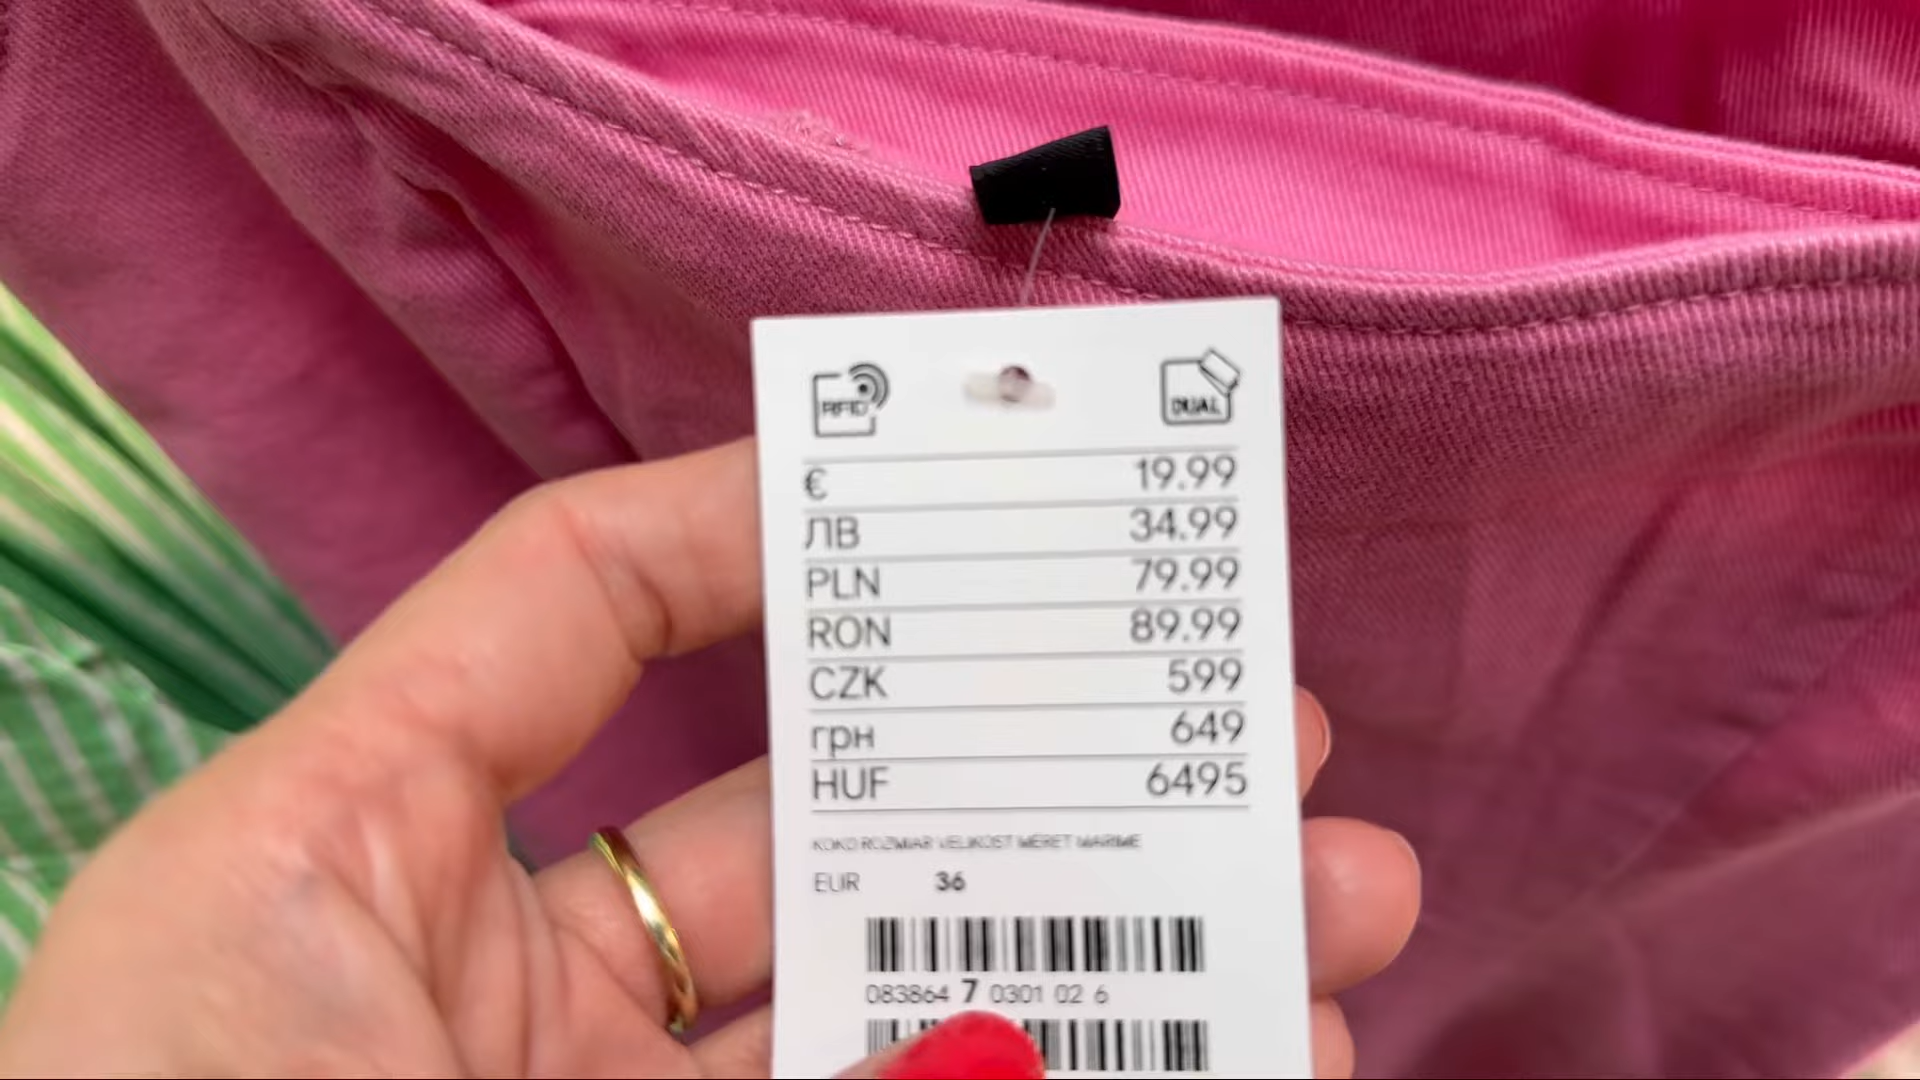 RFID
DUAL
€ 19.99
ЛВ 34.99
PLN 79.99
RON 89.99
CZK 599
грн 649
HUF 6495
ROZMIAR VELIKOST MÉRET MARIME
EUR 36
083864 7 0301 02 6